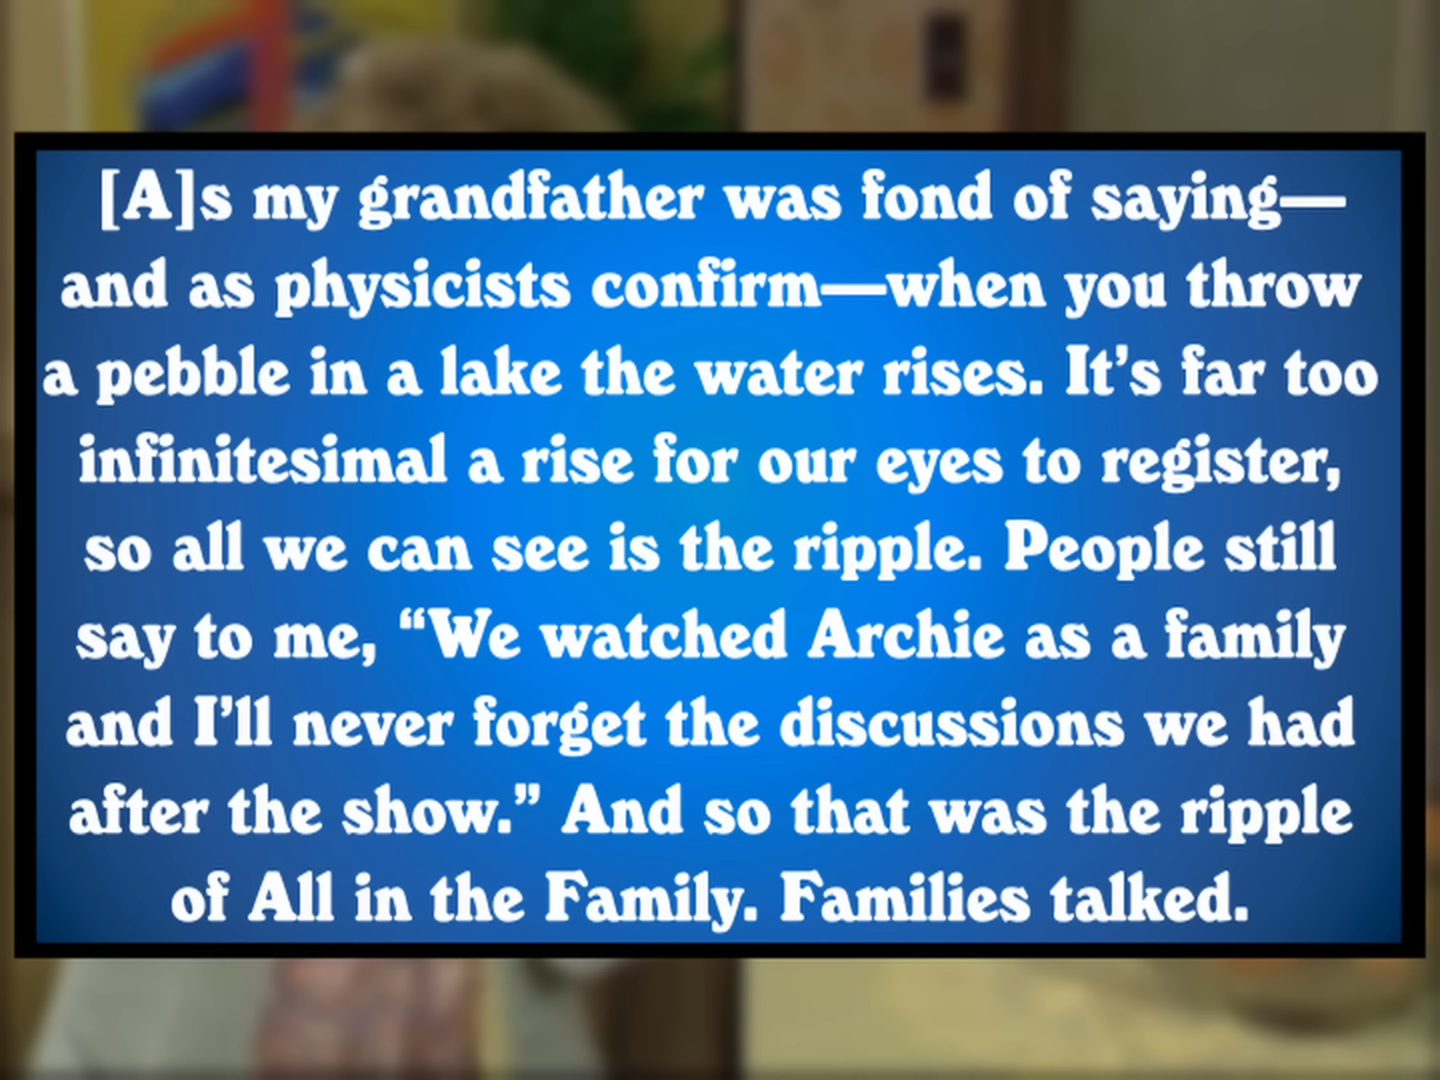 [A]s my grandfather was fond of saying—
and as physicists confirm—when you throw
a pebble in a lake the water rises. It’s far too
infinitesimal a rise for our eyes to register,
so all we can see is the ripple. People still
say to me, “We watched Archie as a family
and I’ll never forget the discussions we had
after the show.” And so that was the ripple
of All in the Family. Families talked.